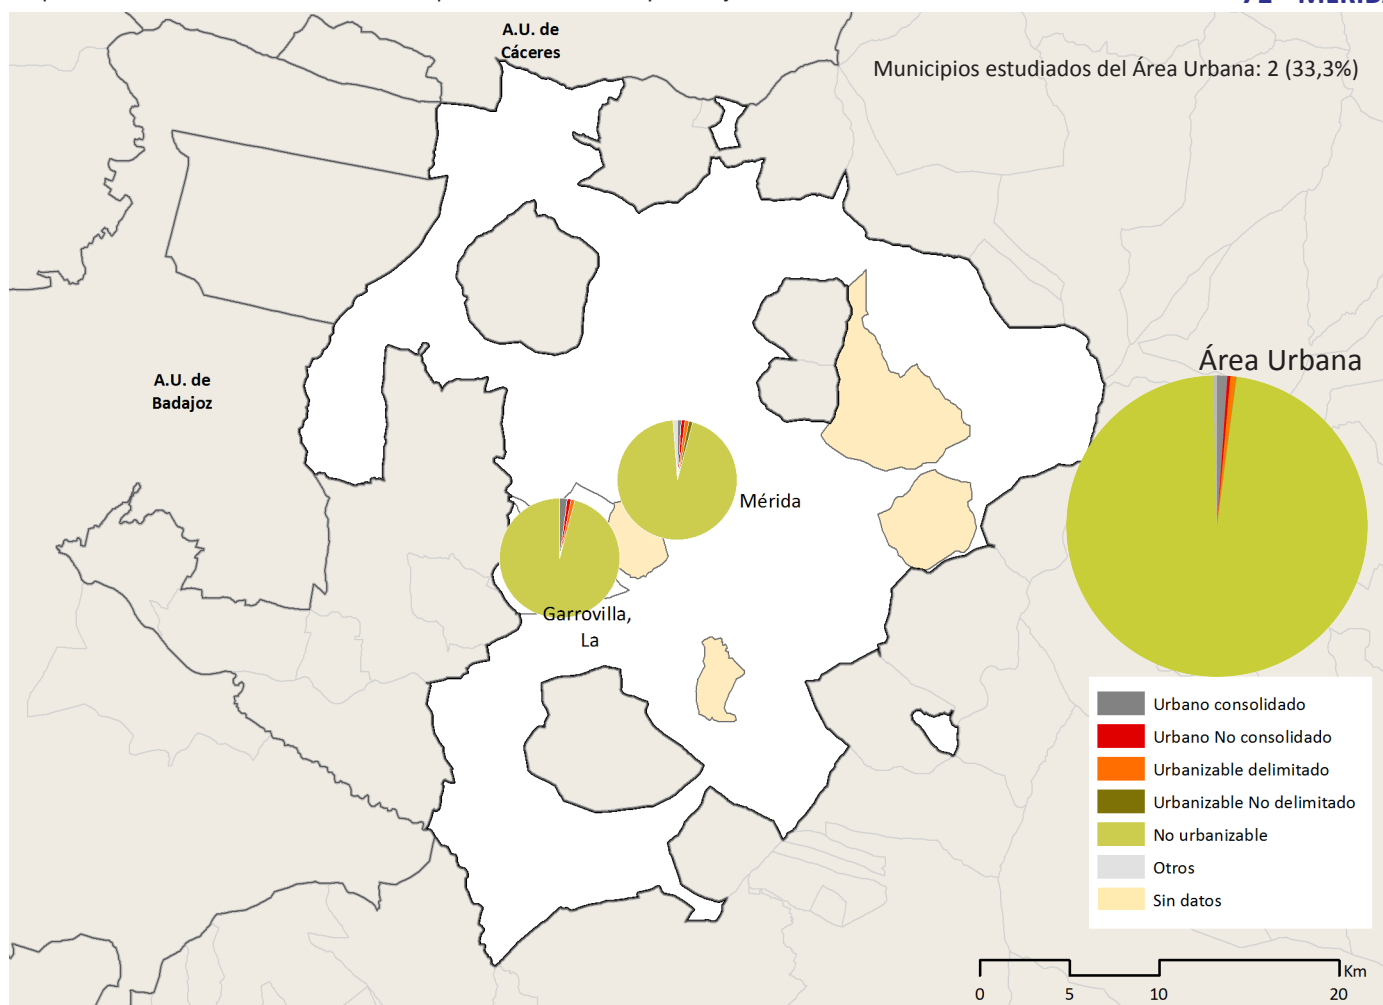 A.U. de
Cáceres
Municipios estudiados del Área Urbana: 2 (33,3%)
Área Urbana
A.U. de
Badajoz
Mérida
Garrovilla,
La
Urbano consolidado
Urbano No consolidado
Urbanizable delimitado
Urbanizable No delimitado
No urbanizable
Otros
Sin datos
Km
0 5 10 20